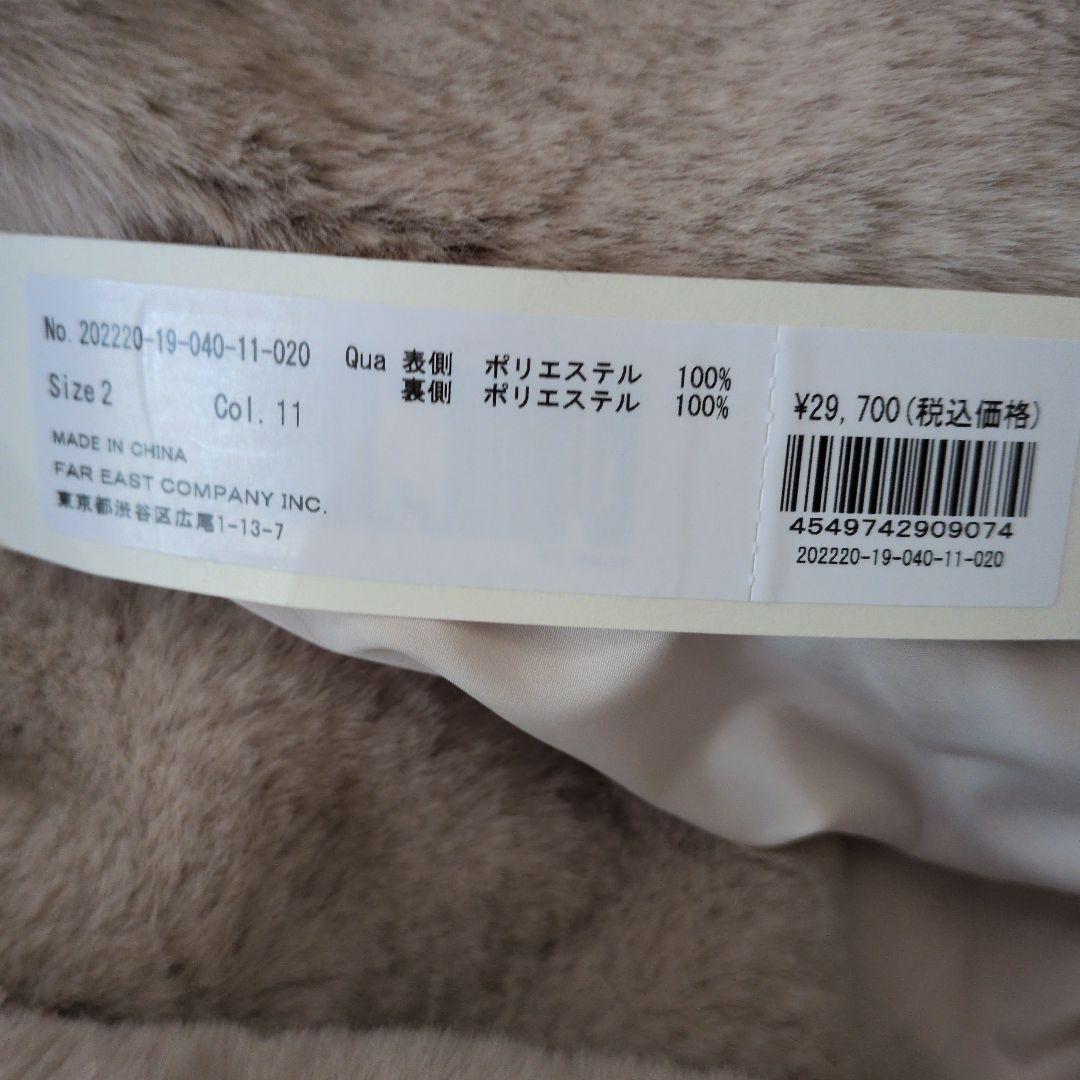 No. 202220-19-040-11-020
Size 2 Col. 11
MADE IN CHINA
FAR EAST COMPANY INC.
東京都渋谷区広尾1-13-7
Qua 表側 ポリエステル 100%
裏側 ポリエステル 100%
¥29,700(税込価格)
4549742909074
202220-19-040-11-020